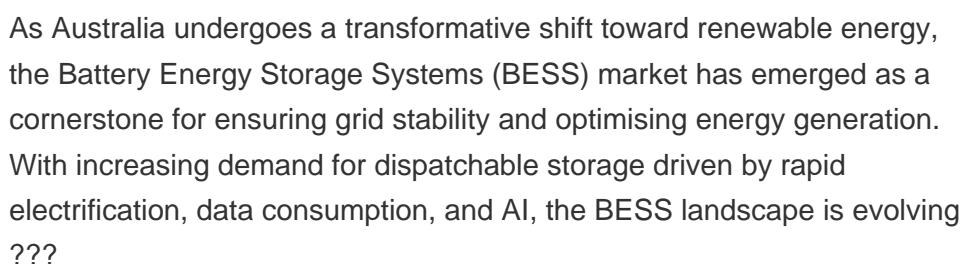 As Australia undergoes a transformative shift toward renewable energy,
the Battery Energy Storage Systems (BESS) market has emerged as a
cornerstone for ensuring grid stability and optimising energy generation.
With increasing demand for dispatchable storage driven by rapid
electrification, data consumption, and AI, the BESS landscape is evolving
???